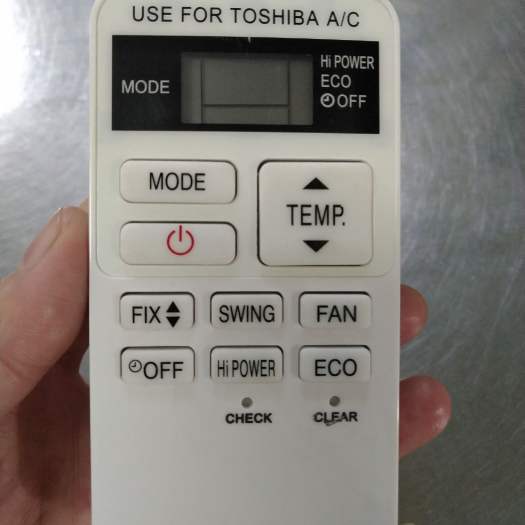 USE FOR TOSHIBA A/C
MODE
Hi POWER
ECO
OFF
MODE
TEMP.
FIX
SWING
FAN
OFF
Hi POWER
ECO
CHECK
CLEAR